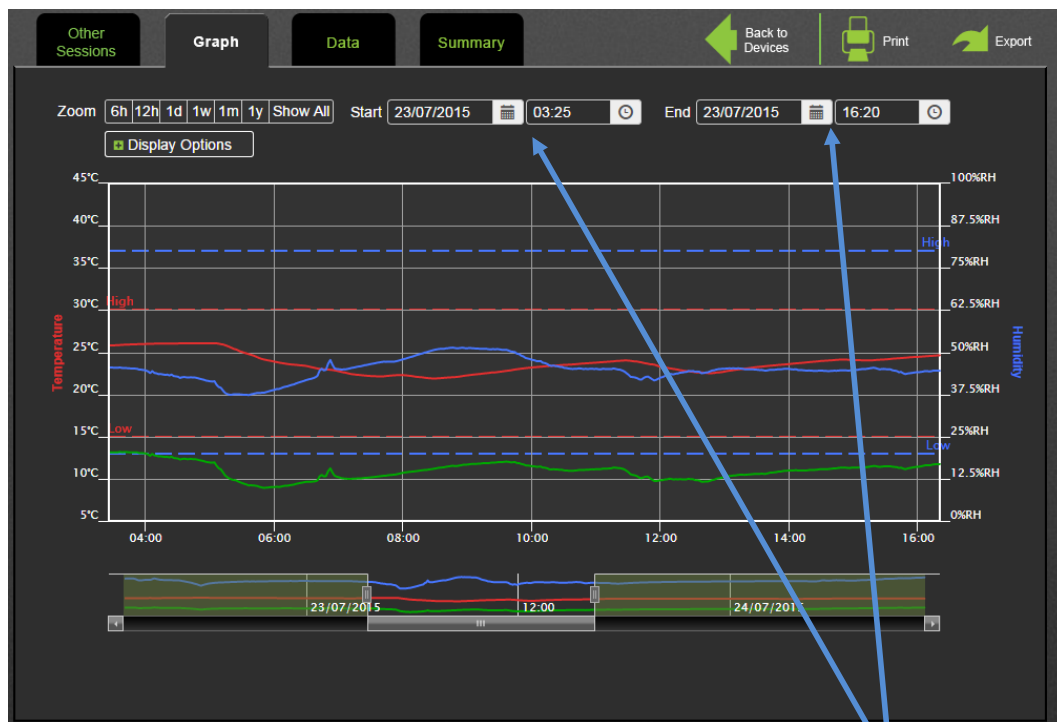 Other Sessions
Graph
Data
Summary
Back to Devices
Print
Export
Zoom 6h 12h 1d 1w 1m 1y Show All Start 23/07/2015 03:25 End 23/07/2015 16:20
Display Options
45°C 100%RH
40°C 87.5%RH
High
35°C 75%RH
30°C High 62.5%RH
Temperature
Humidity
25°C 50%RH
20°C 37.5%RH
Low
15°C 25%RH
Low
10°C 12.5%RH
5°C 0%RH
04:00 06:00 08:00 10:00 12:00 14:00 16:00
23/07/2015 12:00 24/07/2015